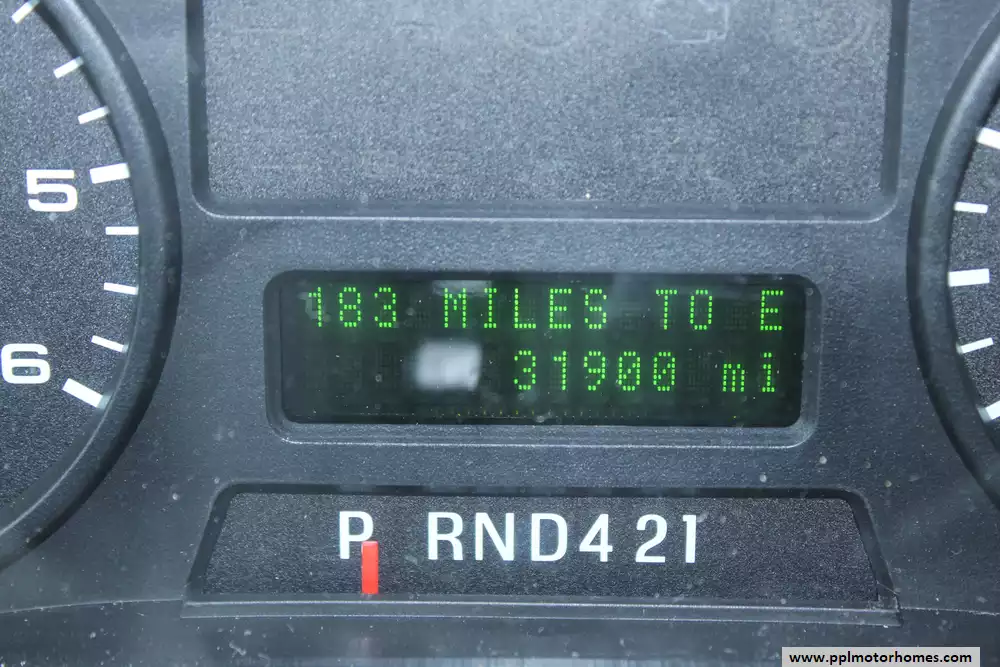 5
6
183 MILES TO E
31900 mi
P RND421
www.pplmotorhomes.com